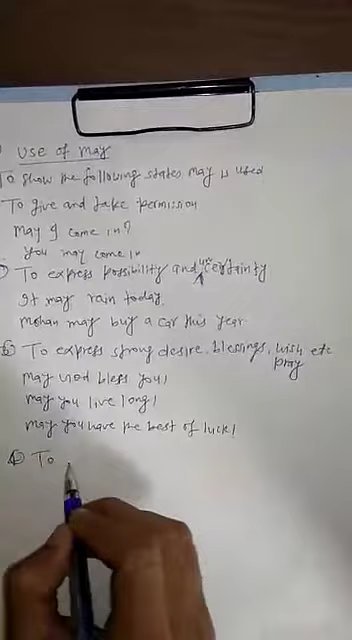 Use of may
To show the following states may is used
To give and take permission
may I come in?
you may come in
To express possibility and uncertainty
It may rain today.
mohan may buy a car this year
To express strong desire, blessings, wish etc
pray
may God bless you!
may you live long!
may you have the best of luck!
④ To